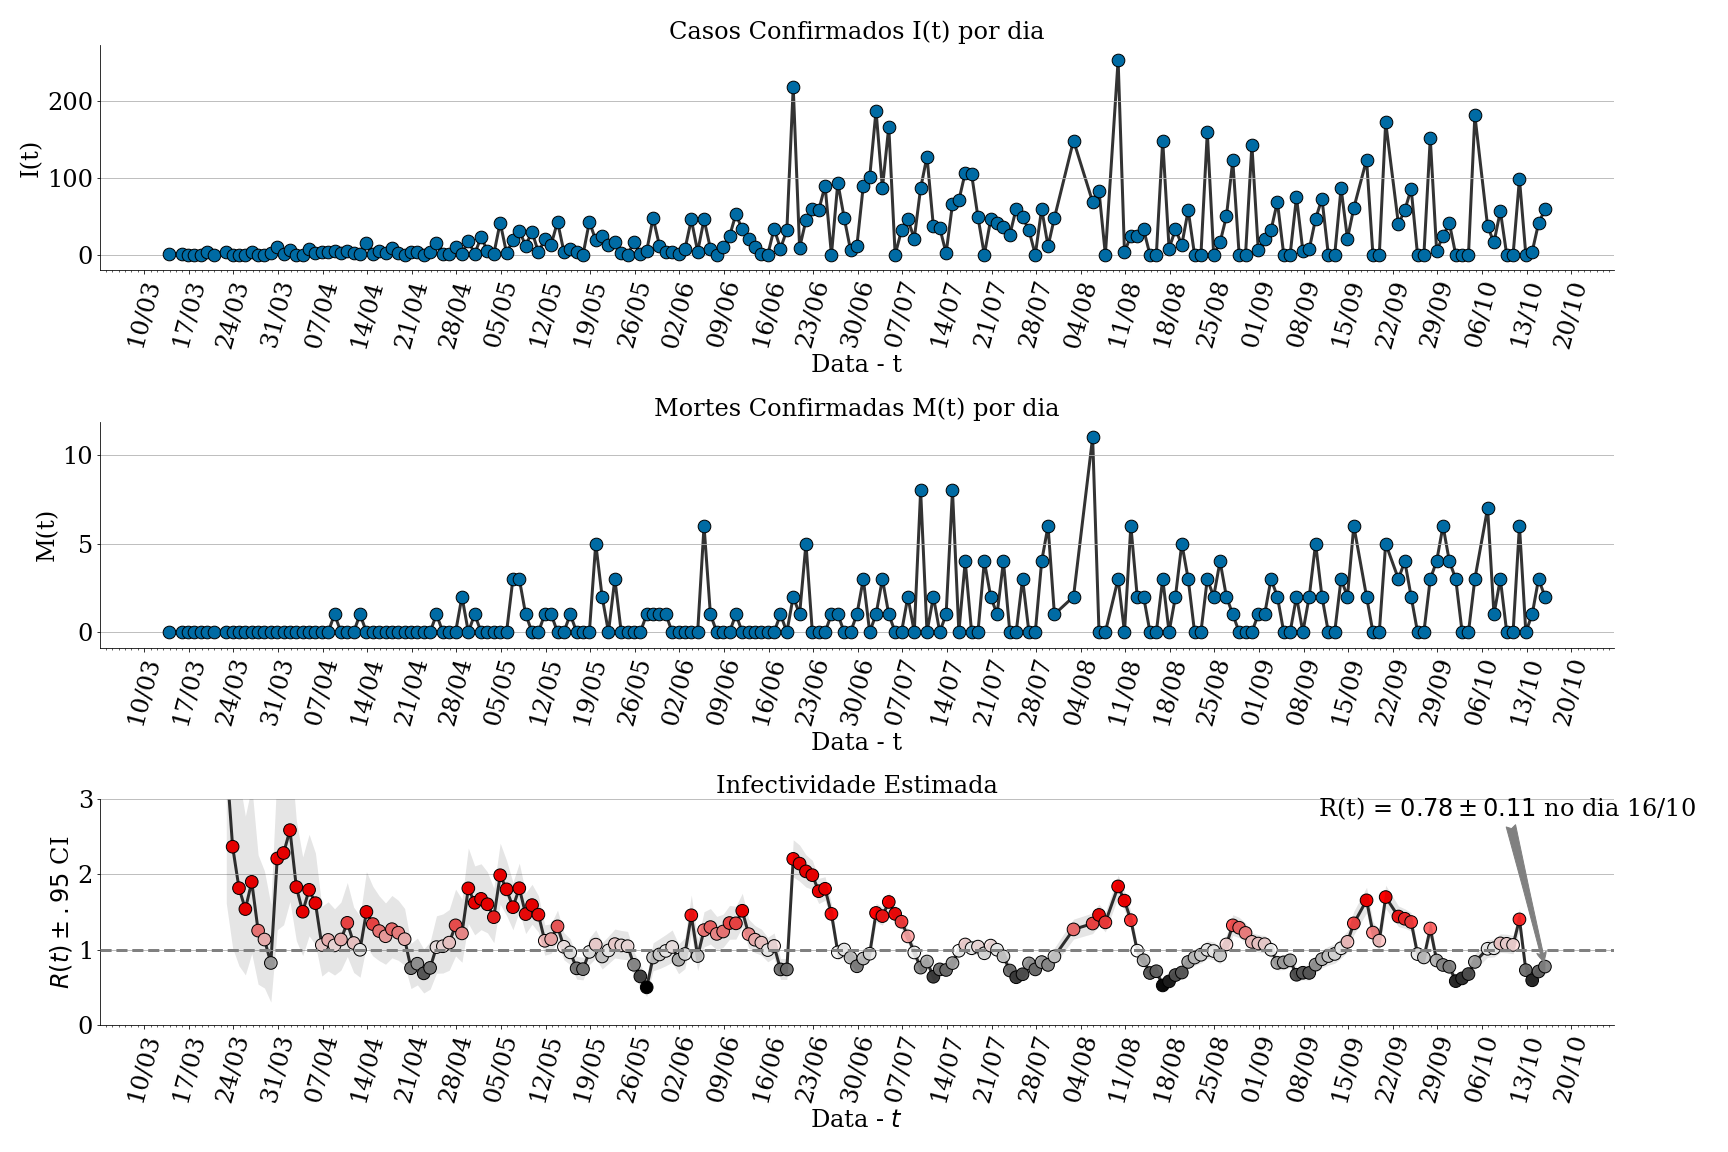 Casos Confirmados I(t) por dia
I(t)
200
100
0
10/03 17/03 24/03 31/03 07/04 14/04 21/04 28/04 05/05 12/05 19/05 26/05 02/06 09/06 16/06 23/06 30/06 07/07 14/07 21/07 28/07 04/08 11/08 18/08 25/08 01/09 08/09 15/09 22/09 29/09 06/10 13/10 20/10
Data - t
Mortes Confirmadas M(t) por dia
M(t)
10
5
0
10/03 17/03 24/03 31/03 07/04 14/04 21/04 28/04 05/05 12/05 19/05 26/05 02/06 09/06 16/06 23/06 30/06 07/07 14/07 21/07 28/07 04/08 11/08 18/08 25/08 01/09 08/09 15/09 22/09 29/09 06/10 13/10 20/10
Data - t
Infectividade Estimada
R(t) = 0.78 ± 0.11 no dia 16/10
R(t) ± .95 CI
3
2
1
0
10/03 17/03 24/03 31/03 07/04 14/04 21/04 28/04 05/05 12/05 19/05 26/05 02/06 09/06 16/06 23/06 30/06 07/07 14/07 21/07 28/07 04/08 11/08 18/08 25/08 01/09 08/09 15/09 22/09 29/09 06/10 13/10 20/10
Data - t